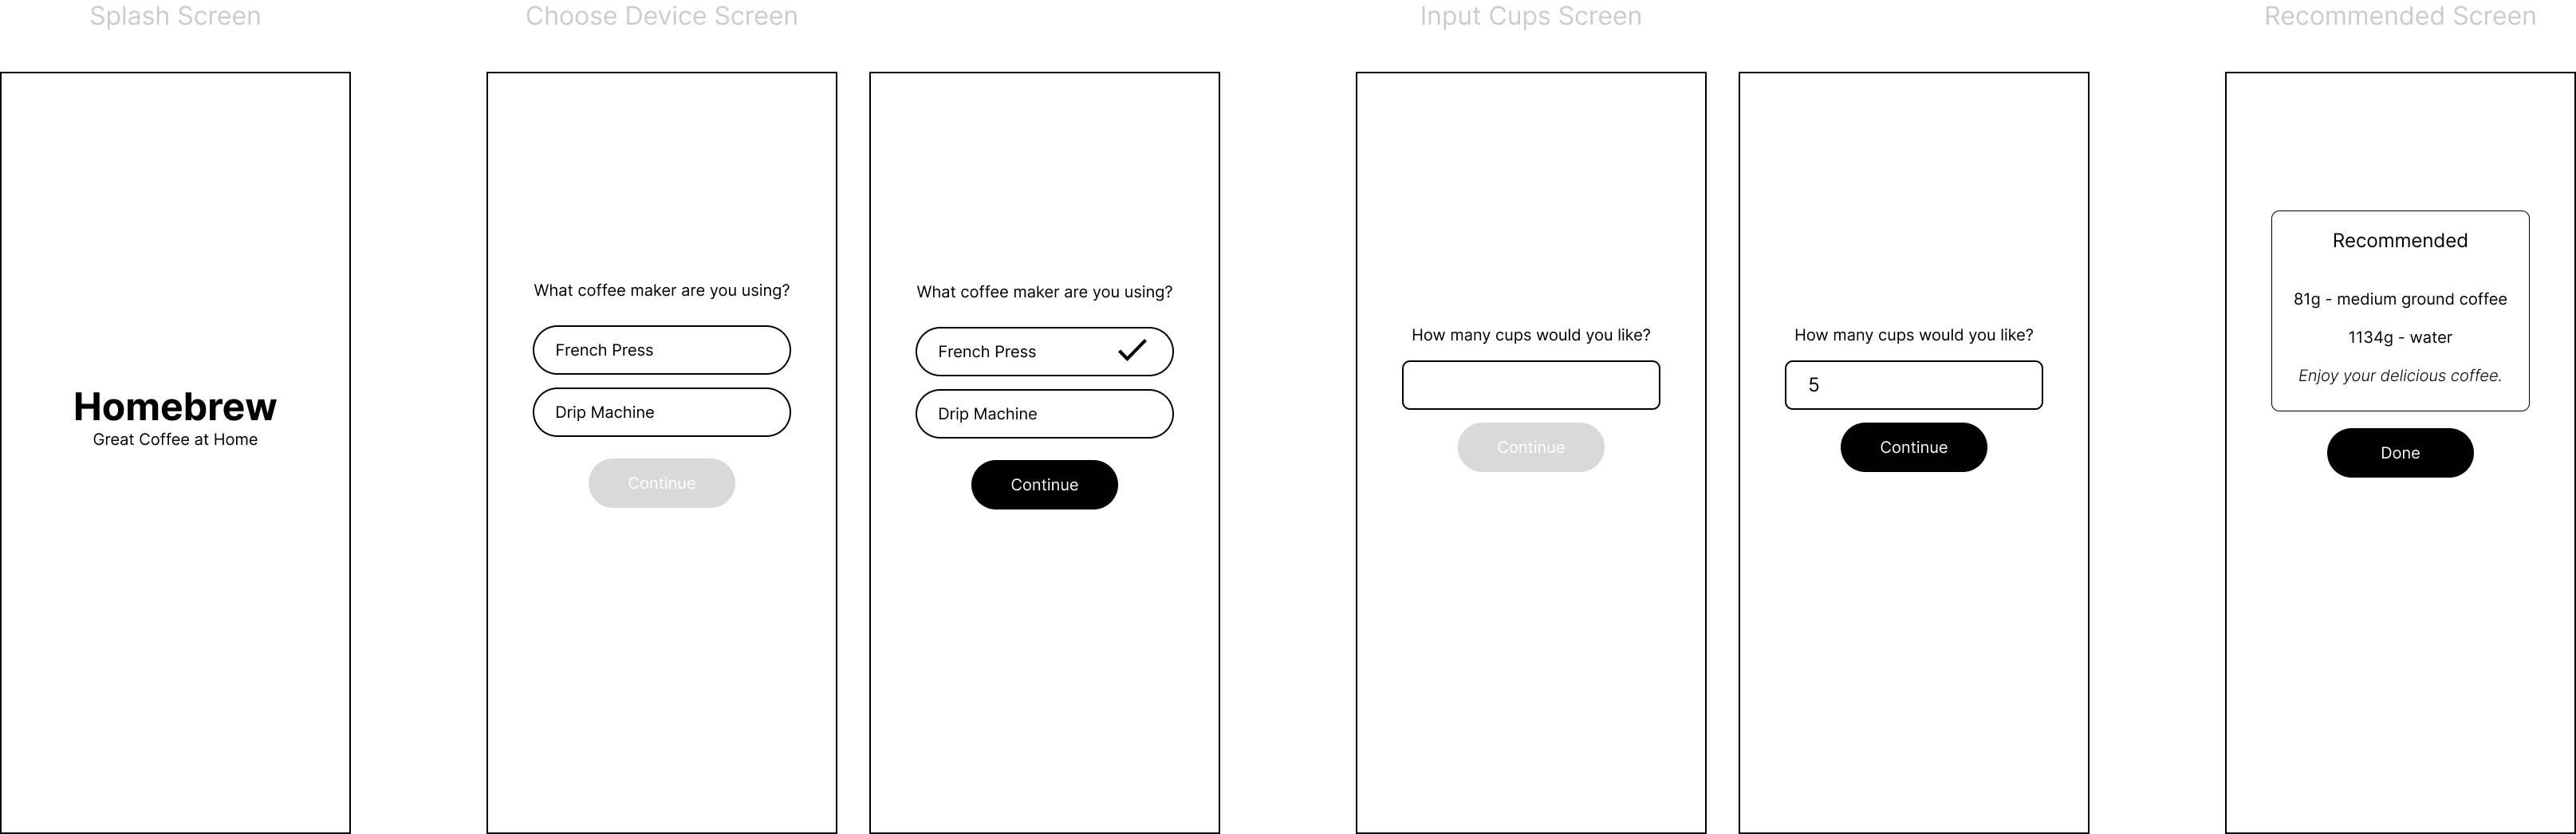 Splash Screen
Homebrew
Great Coffee at Home
Choose Device Screen
What coffee maker are you using?
French Press
Drip Machine
Continue
What coffee maker are you using?
French Press
Drip Machine
Continue
Input Cups Screen
How many cups would you like?
Continue
How many cups would you like?
5
Continue
Recommended Screen
Recommended
81g - medium ground coffee
1134g - water
Enjoy your delicious coffee.
Done